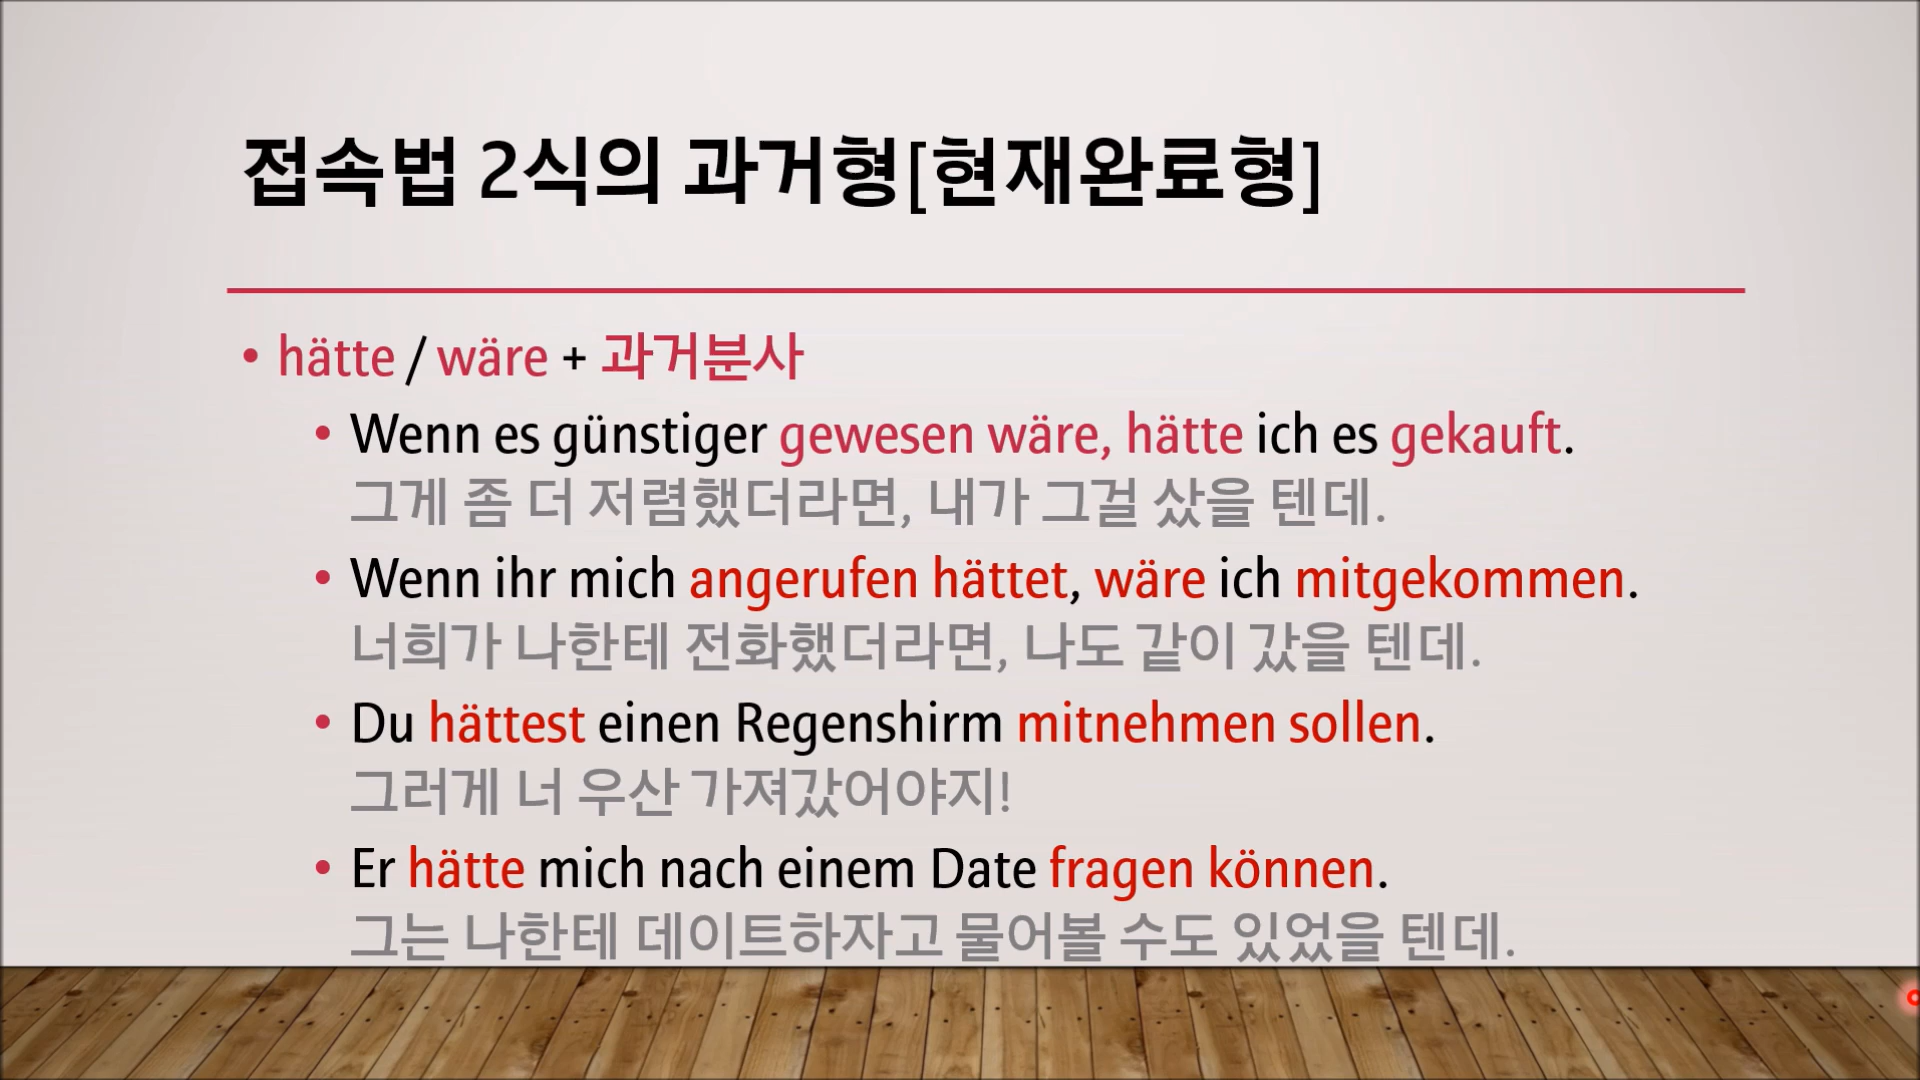 접속법 2식의 과거형[현재완료형]
• hätte / wäre + 과거분사
• Wenn es günstiger gewesen wäre, hätte ich es gekauft.
그게 좀 더 저렴했더라면, 내가 그걸 샀을 텐데.
• Wenn ihr mich angerufen hättet, wäre ich mitgekommen.
너희가 나한테 전화했더라면, 나도 같이 갔을 텐데.
• Du hättest einen Regenshirm mitnehmen sollen.
그러게 너 우산 가져갔어야지!
• Er hätte mich nach einem Date fragen können.
그는 나한테 데이트하자고 물어볼 수도 있었을 텐데.